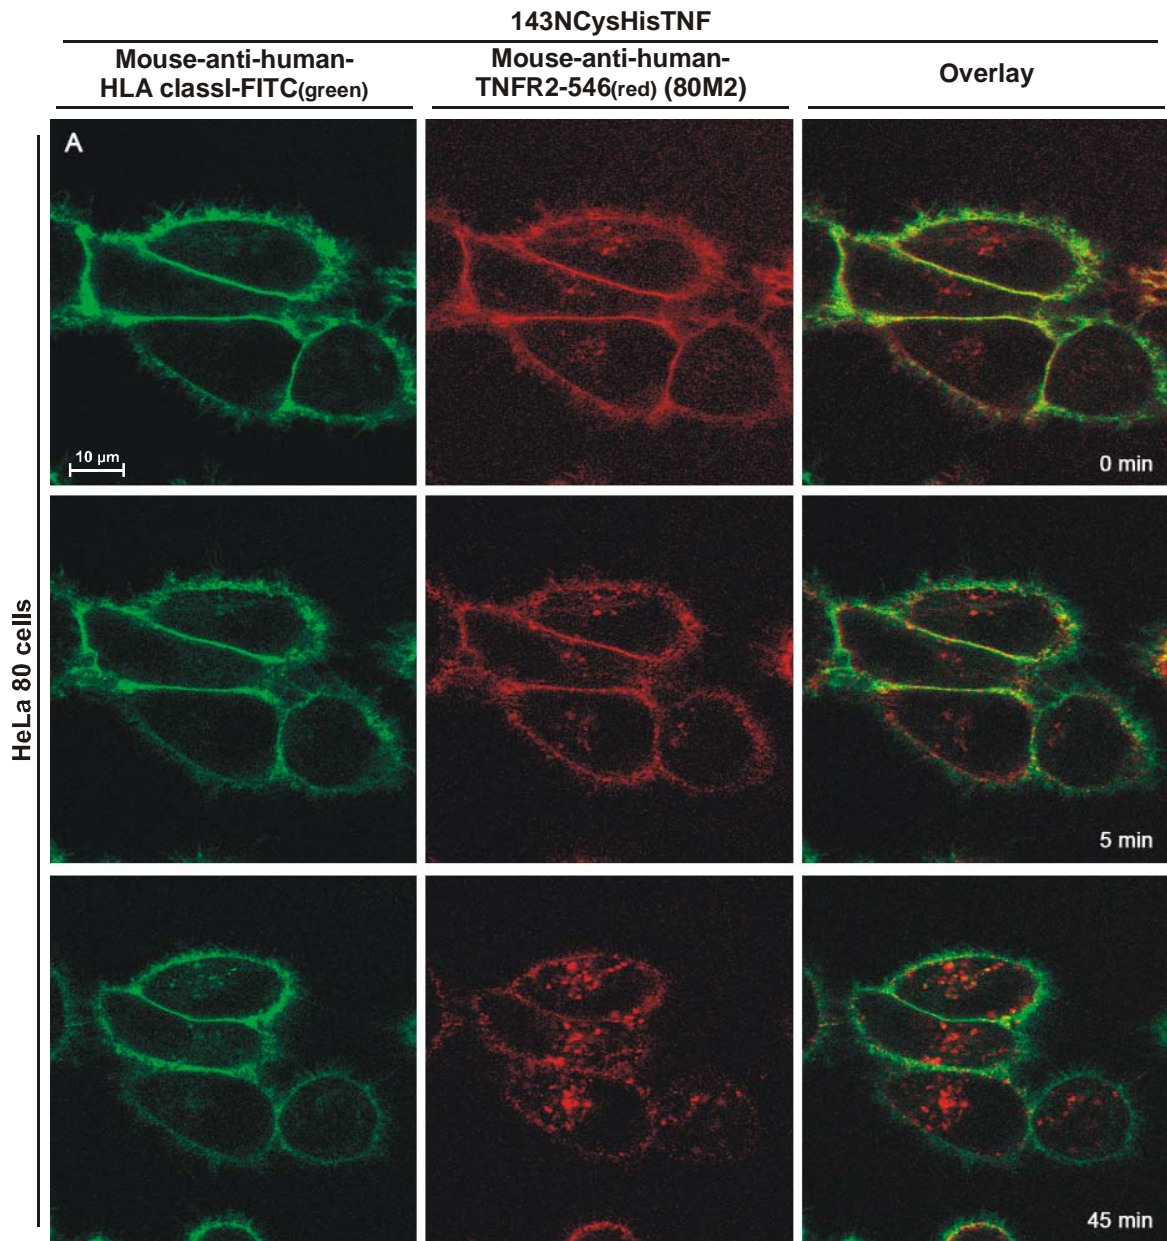 143NCysHisTNF
Mouse-anti-human-
HLA classI-FITC(green)
Mouse-anti-human-
TNFR2-546(red) (80M2)
Overlay
HeLa 80 cells
A
10 µm
0 min
5 min
45 min